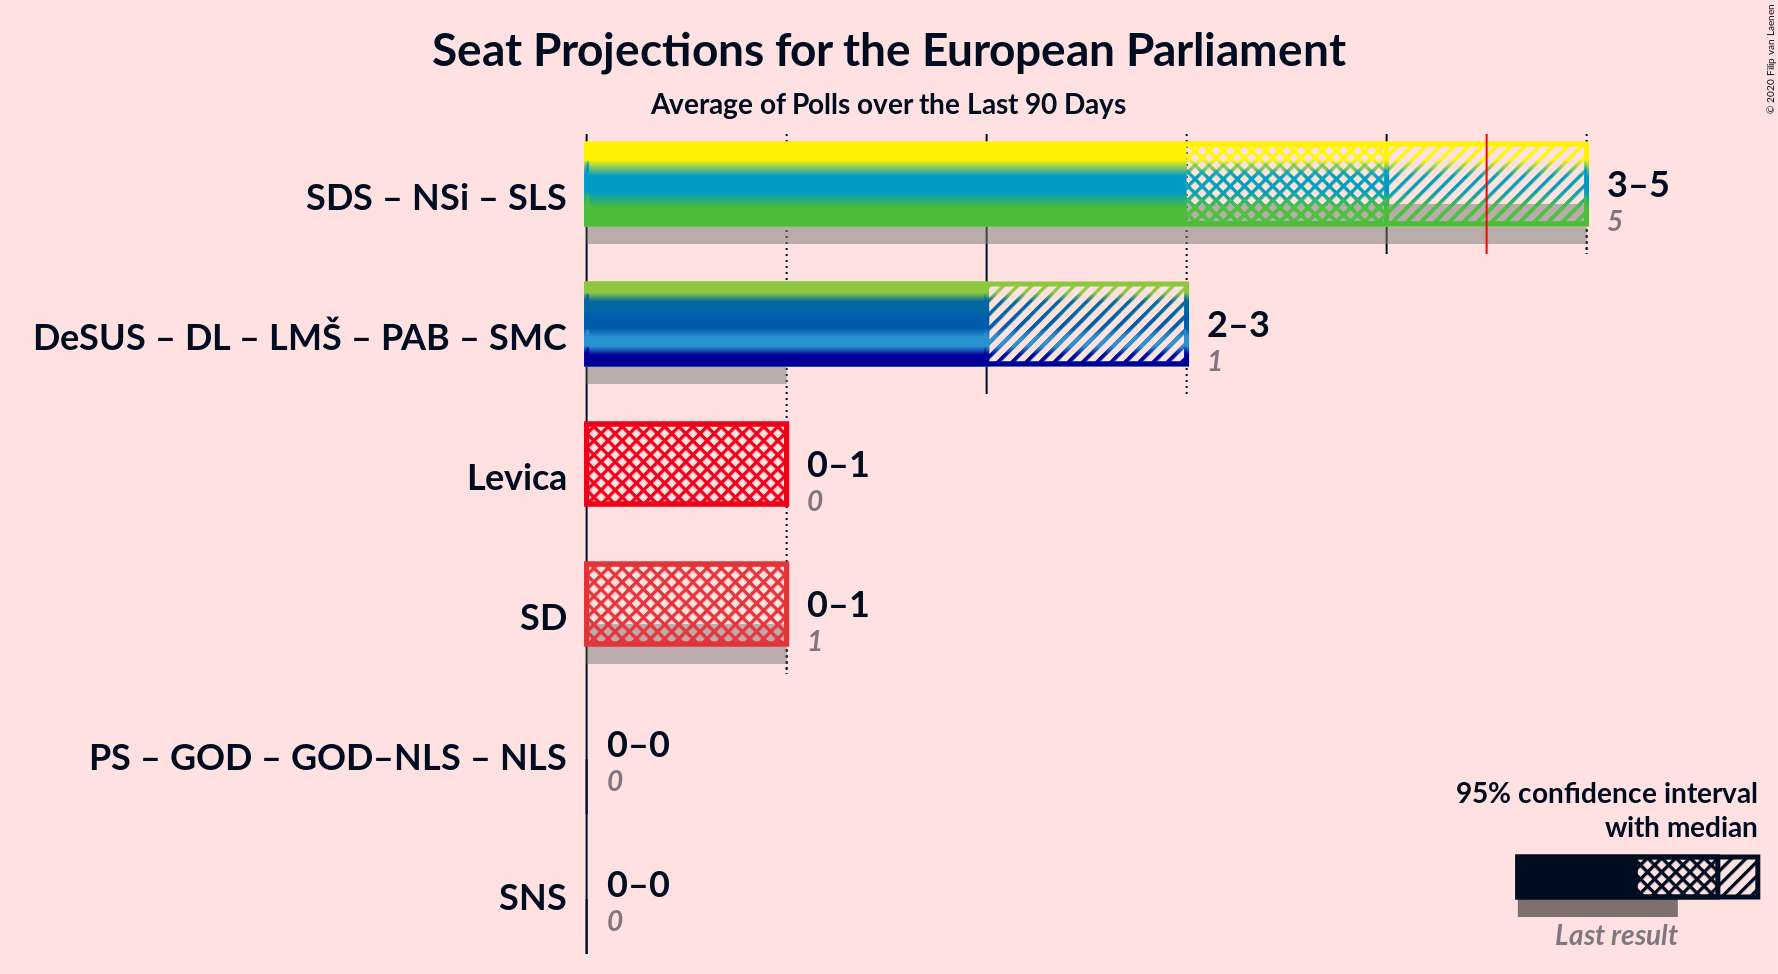 Seat Projections for the European Parliament
Average of Polls over the Last 90 Days
© 2020 Filip van Laenen
SDS – NSi – SLS
3–5
5
DeSUS – DL – LMŠ – PAB – SMC
2–3
1
Levica
0–1
0
SD
0–1
1
PS – GOD – GOD–NLS – NLS
0–0
0
SNS
0–0
0
95% confidence interval
with median
Last result